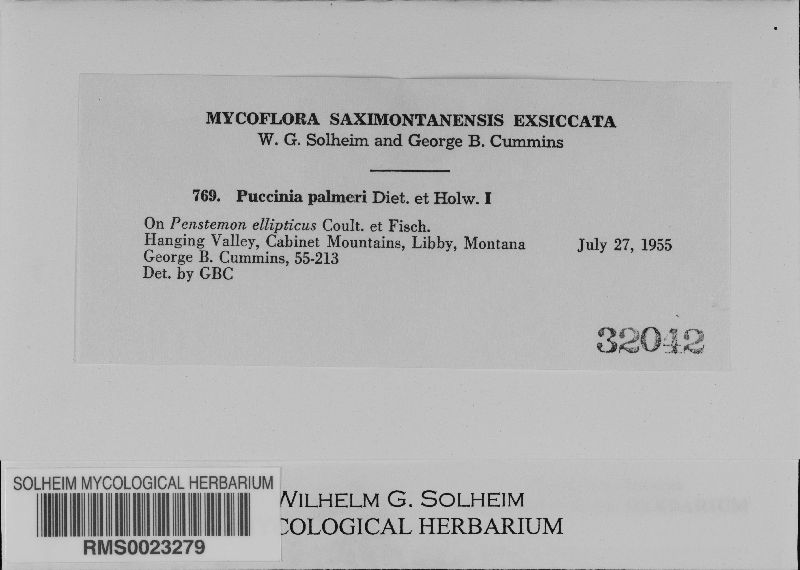 MYCOFLORA SAXIMONTANENSIS EXSICCATA
W. G. Solheim and George B. Cummins
769. Puccinia palmeri Diet. et Holw. I
On Penstemon ellipticus Coult. et Fisch.
Hanging Valley, Cabinet Mountains, Libby, Montana July 27, 1955
George B. Cummins, 55-213
Det. by GBC
32042
SOLHEIM MYCOLOGICAL HERBARIUM
RMS0023279
WILHELM G. SOLHEIM
COLOGICAL HERBARIUM